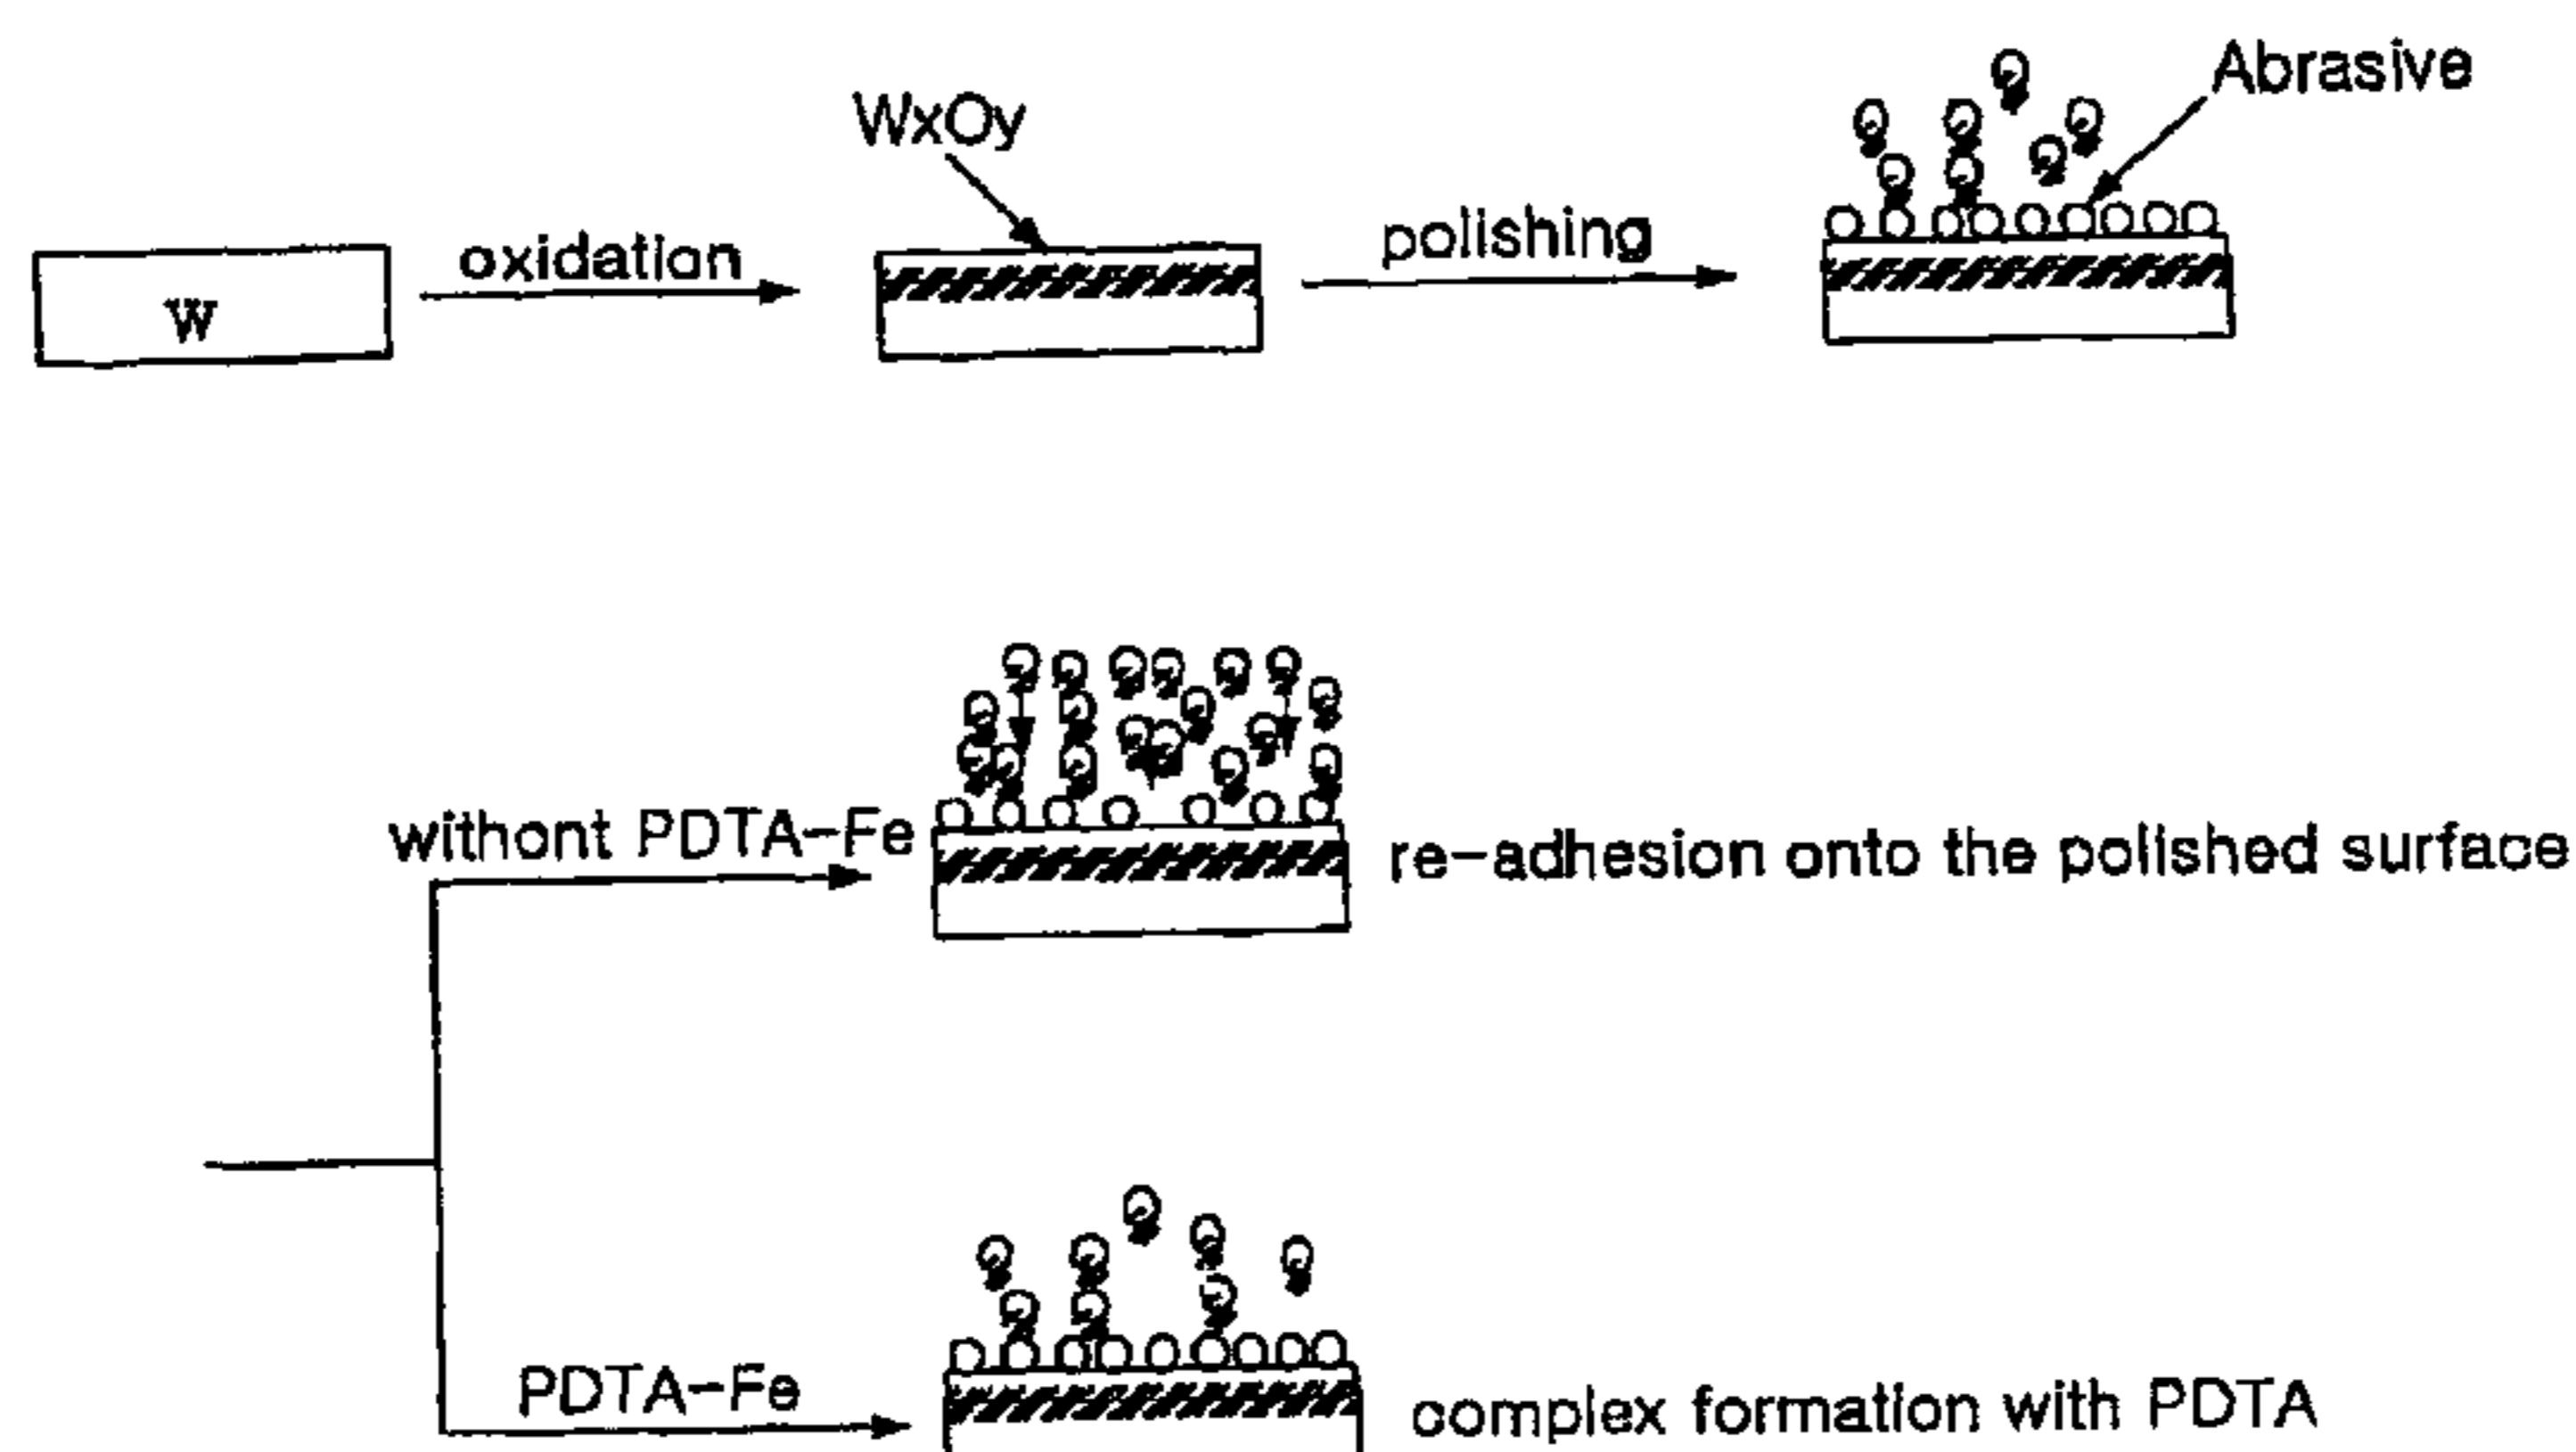 WxOy
Abrasive
W
oxidation
polishing
withont PDTA-Fe
re-adhesion onto the polished surface
PDTA-Fe
complex formation with PDTA